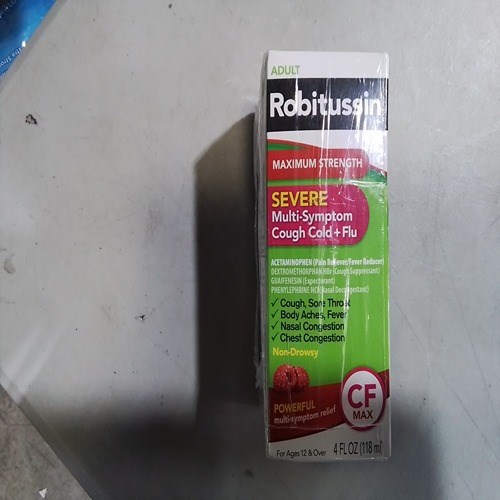 ADULT
Robitussin
MAXIMUM STRENGTH
SEVERE
Multi-Symptom
Cough Cold + Flu
ACETAMINOPHEN (Pain Reliever/Fever Reducer)
DEXTROMETHORPHAN HBr (Cough Suppressant)
GUAIFENESIN (Expectorant)
PHENYLEPHRINE HCl (Nasal Decongestant)
✓ Cough, Sore Throat
✓ Body Aches, Fever
✓ Nasal Congestion
✓ Chest Congestion
Non-Drowsy
CF
MAX
POWERFUL
multi-symptom relief
For Ages 12 & Over 4 FL OZ (118 ml)